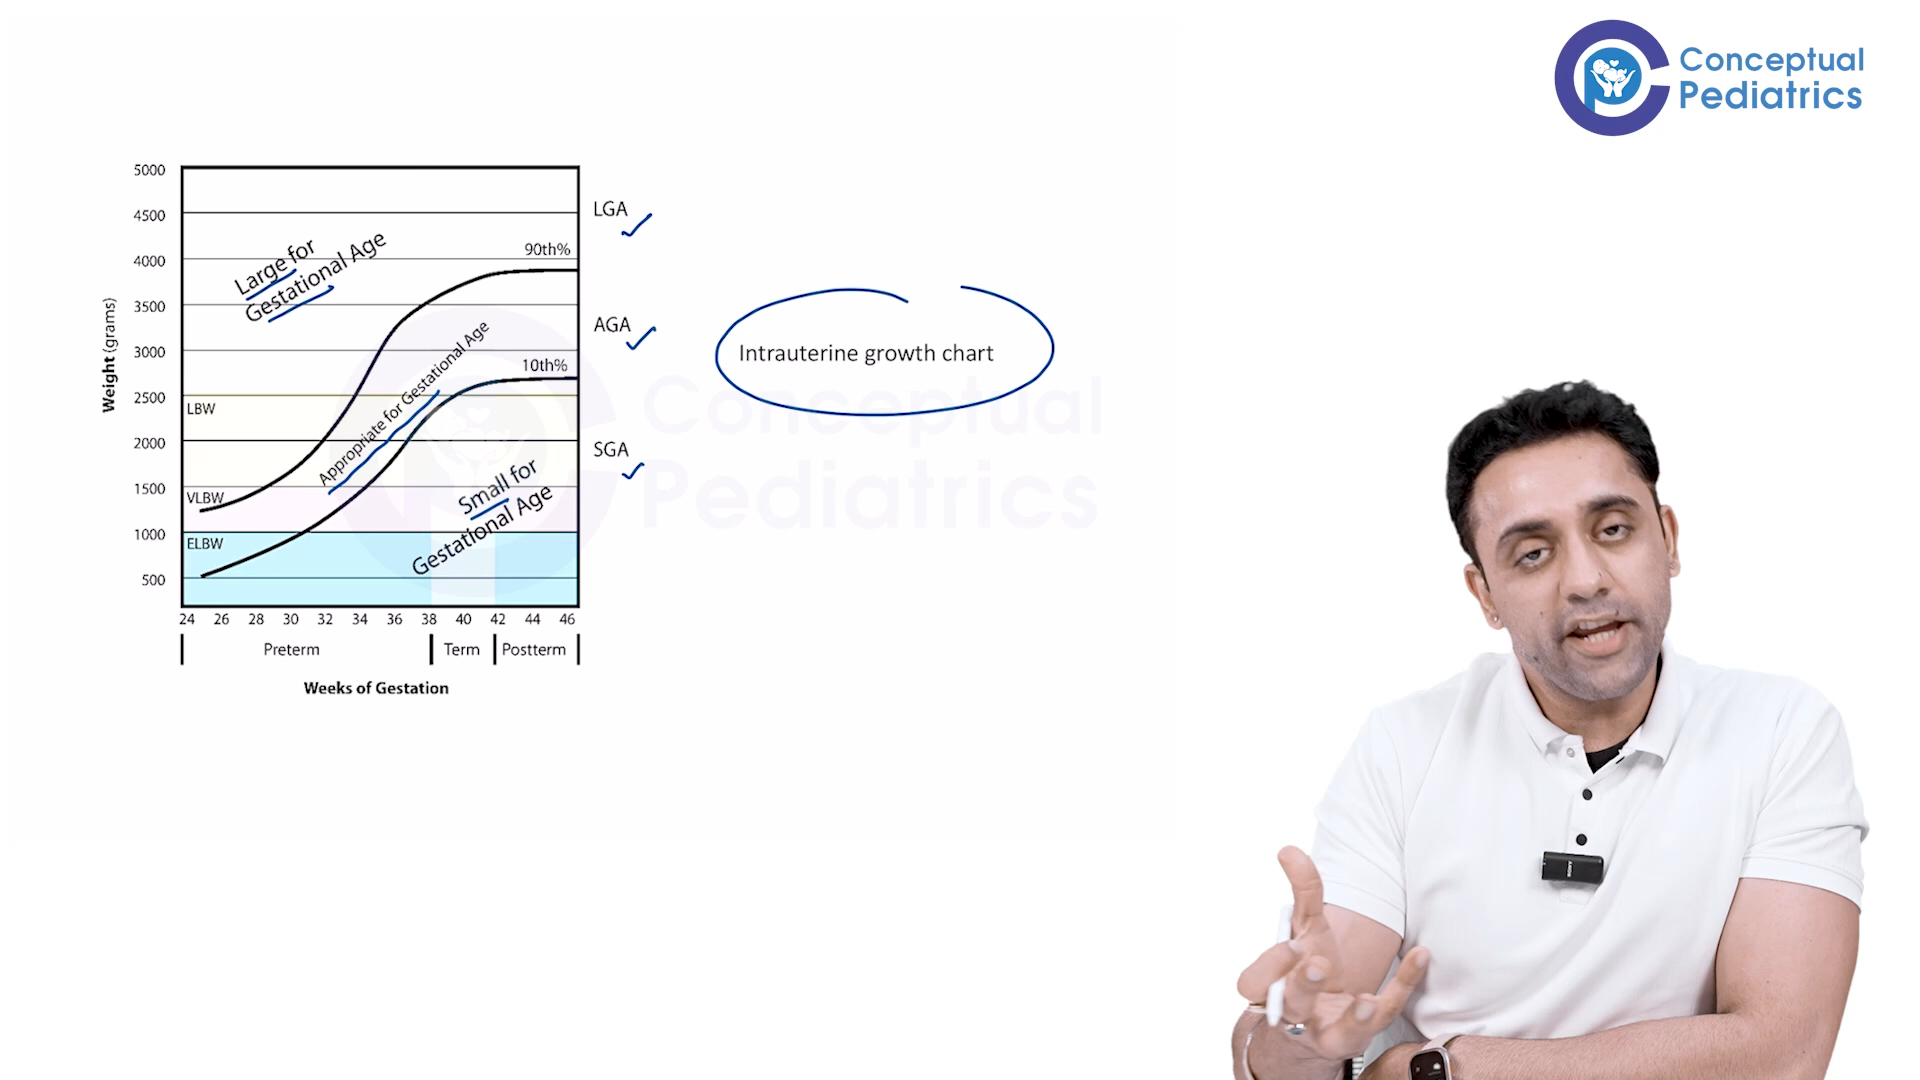 Conceptual
Pediatrics
5000
4500
4000
3500
3000
2500
2000
1500
1000
500
Weight (grams)
LBW
VLBW
ELBW
Large for
Gestational Age
Appropriate for Gestational Age
Small for
Gestational Age
90th%
10th%
LGA
AGA
SGA
Intrauterine growth chart
Conceptual
Pediatrics
24 26 28 30 32 34 36 38 40 42 44 46
Preterm Term Postterm
Weeks of Gestation